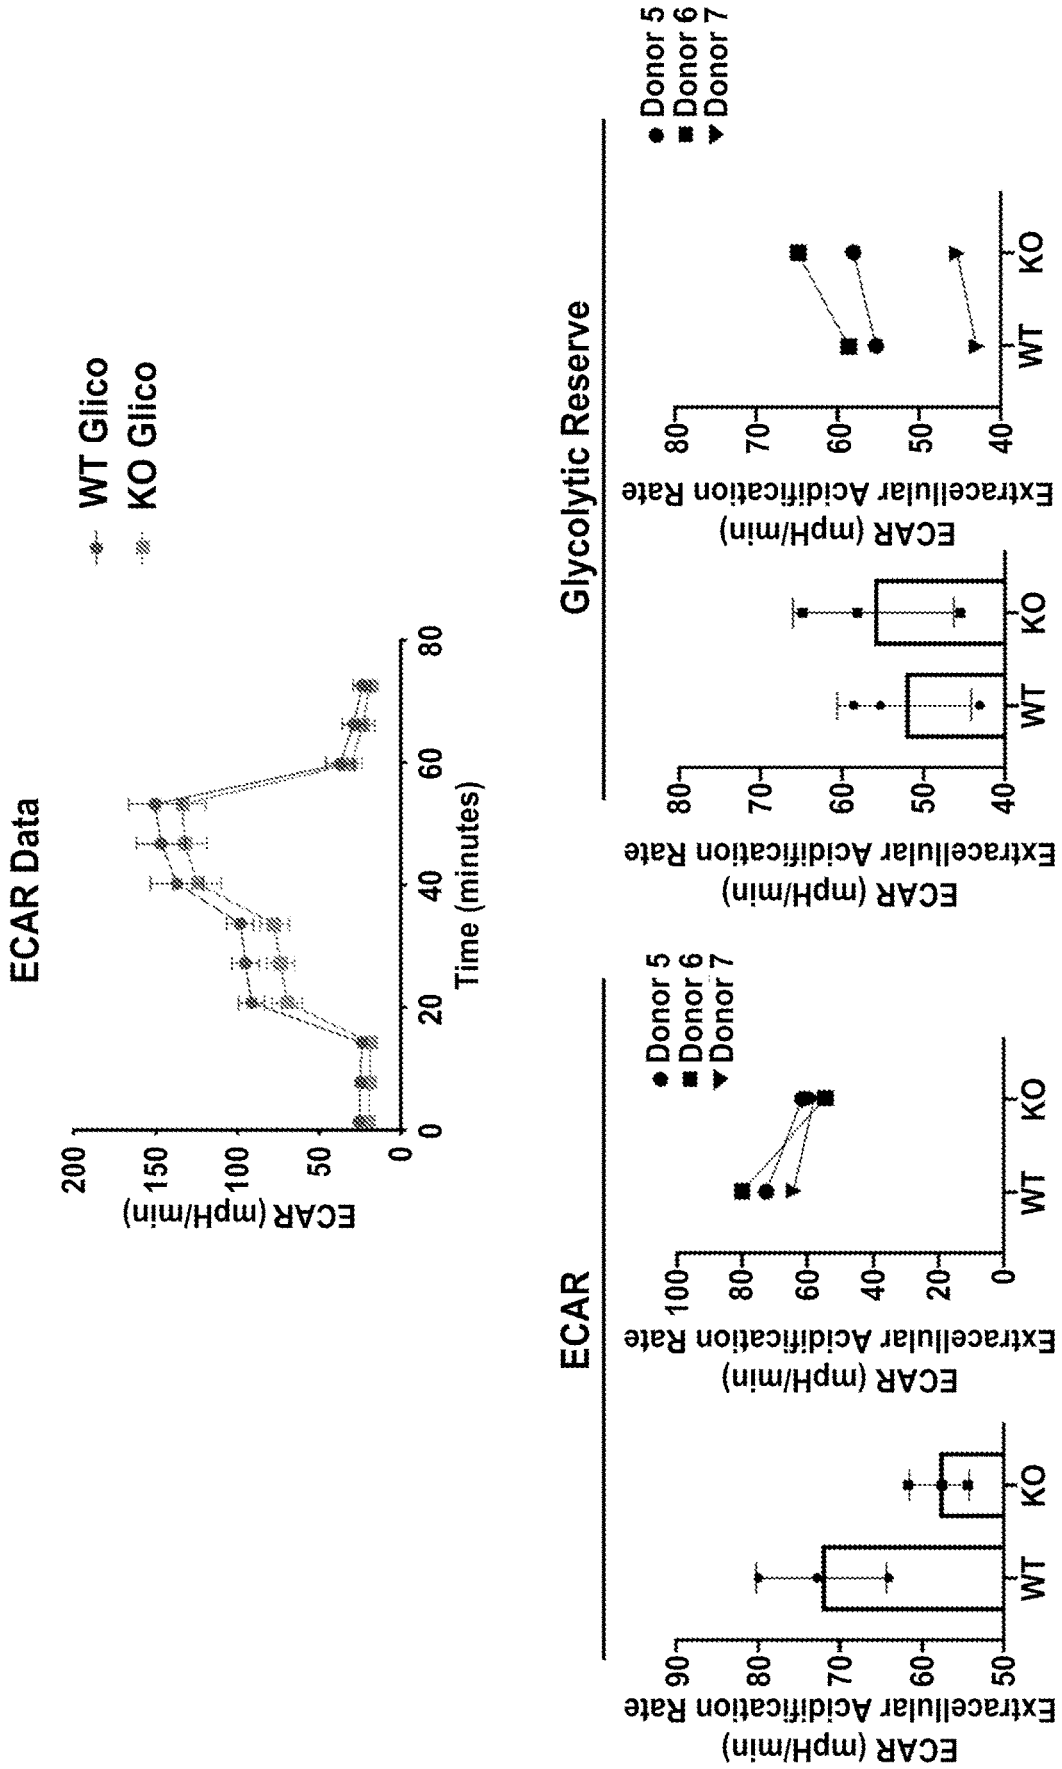 ECAR Data
ECAR (mpH/min)
200
150
100
50
0
0
20
40
60
80
Time (minutes)
WT Glico
KO Glico
ECAR
Extracellular Acidification Rate
ECAR (mpH/min)
90
80
70
60
50
WT
KO
Extracellular Acidification Rate
ECAR (mpH/min)
100
80
60
40
20
0
WT
KO
Donor 5
Donor 6
Donor 7
Glycolytic Reserve
Extracellular Acidification Rate
ECAR (mpH/min)
80
70
60
50
40
WT
KO
Extracellular Acidification Rate
ECAR (mpH/min)
80
70
60
50
40
WT
KO
Donor 5
Donor 6
Donor 7